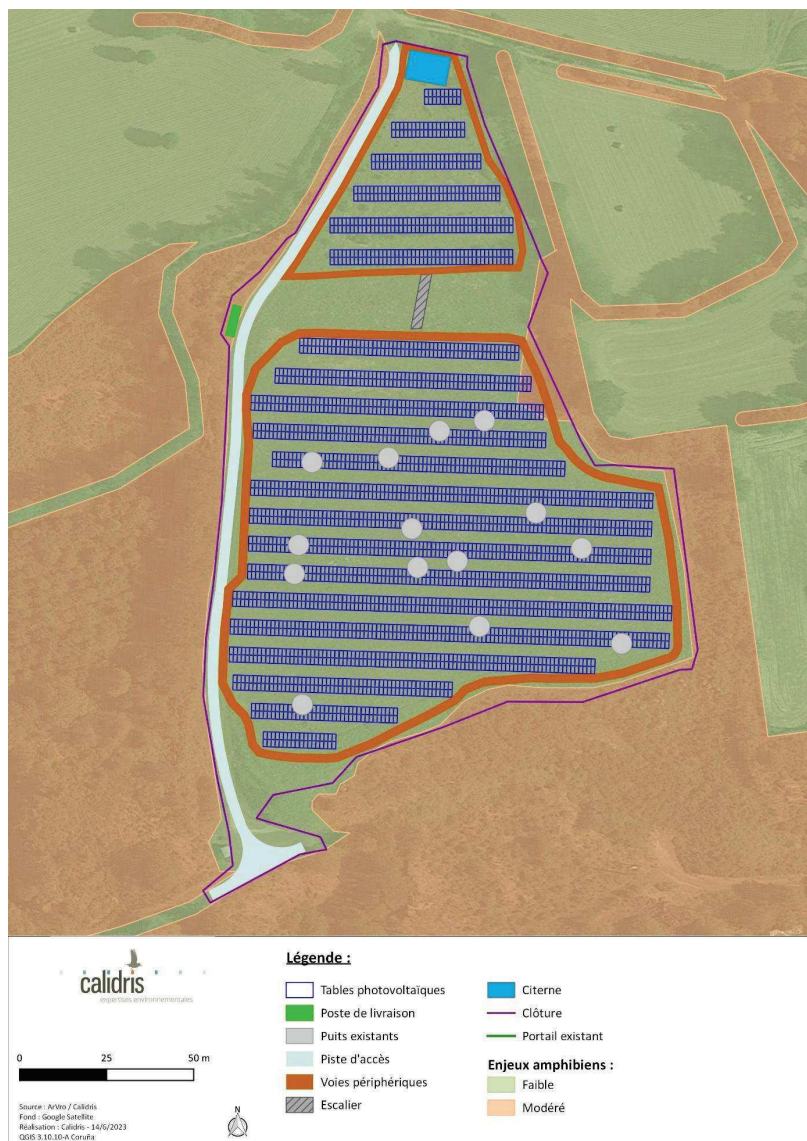 calidris
expertises environnementales
0 25 50 m
Source : ArVro / Calidris
Fond : Google Satellite
Réalisation : Calidris - 14/6/2023
QGIS 3.10.10-A Coruña
N
Légende :
Tables photovoltaïques
Poste de livraison
Puits existants
Piste d'accès
Voies périphériques
Escalier
Citerne
Clôture
Portail existant
Enjeux amphibiens :
Faible
Modéré